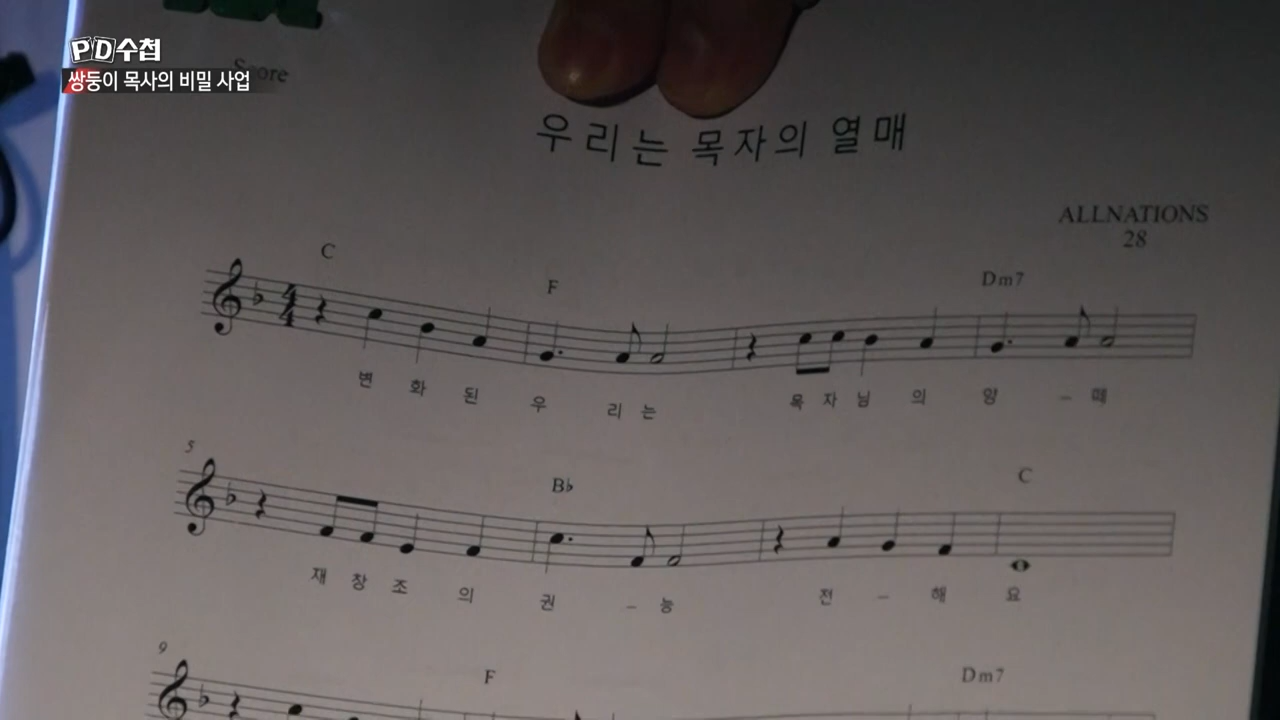 PD수첩
쌍둥이 목사의 비밀 사업
Score
우리는 목자의 열매
ALLNATIONS
28
C
F
Dm7
4
4
변 화 된 우 리 는 목 자 님 의 양 - 떼
5
B♭
C
재 창 조 의 권 - 능 전 - 해 요
9
F
Dm7